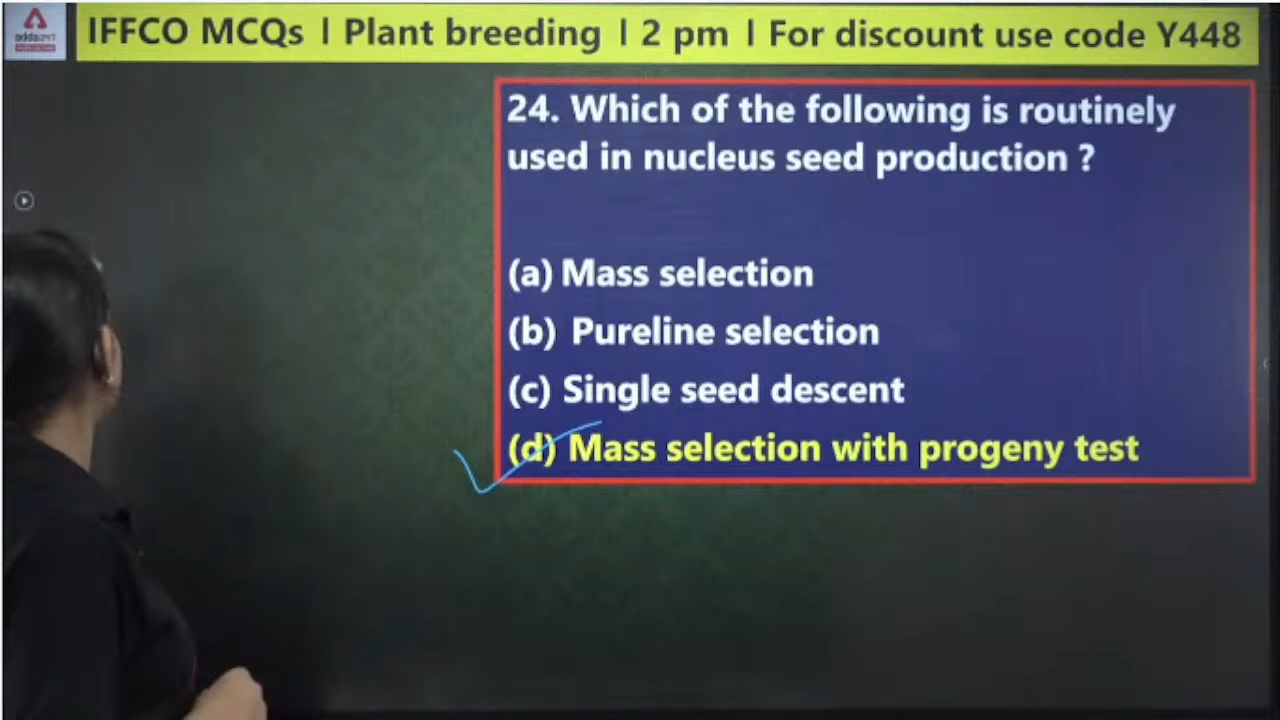 adda247
IFFCO MCQs I Plant breeding I 2 pm I For discount use code Y448
24. Which of the following is routinely
used in nucleus seed production ?
(a) Mass selection
(b) Pureline selection
(c) Single seed descent
(d) Mass selection with progeny test